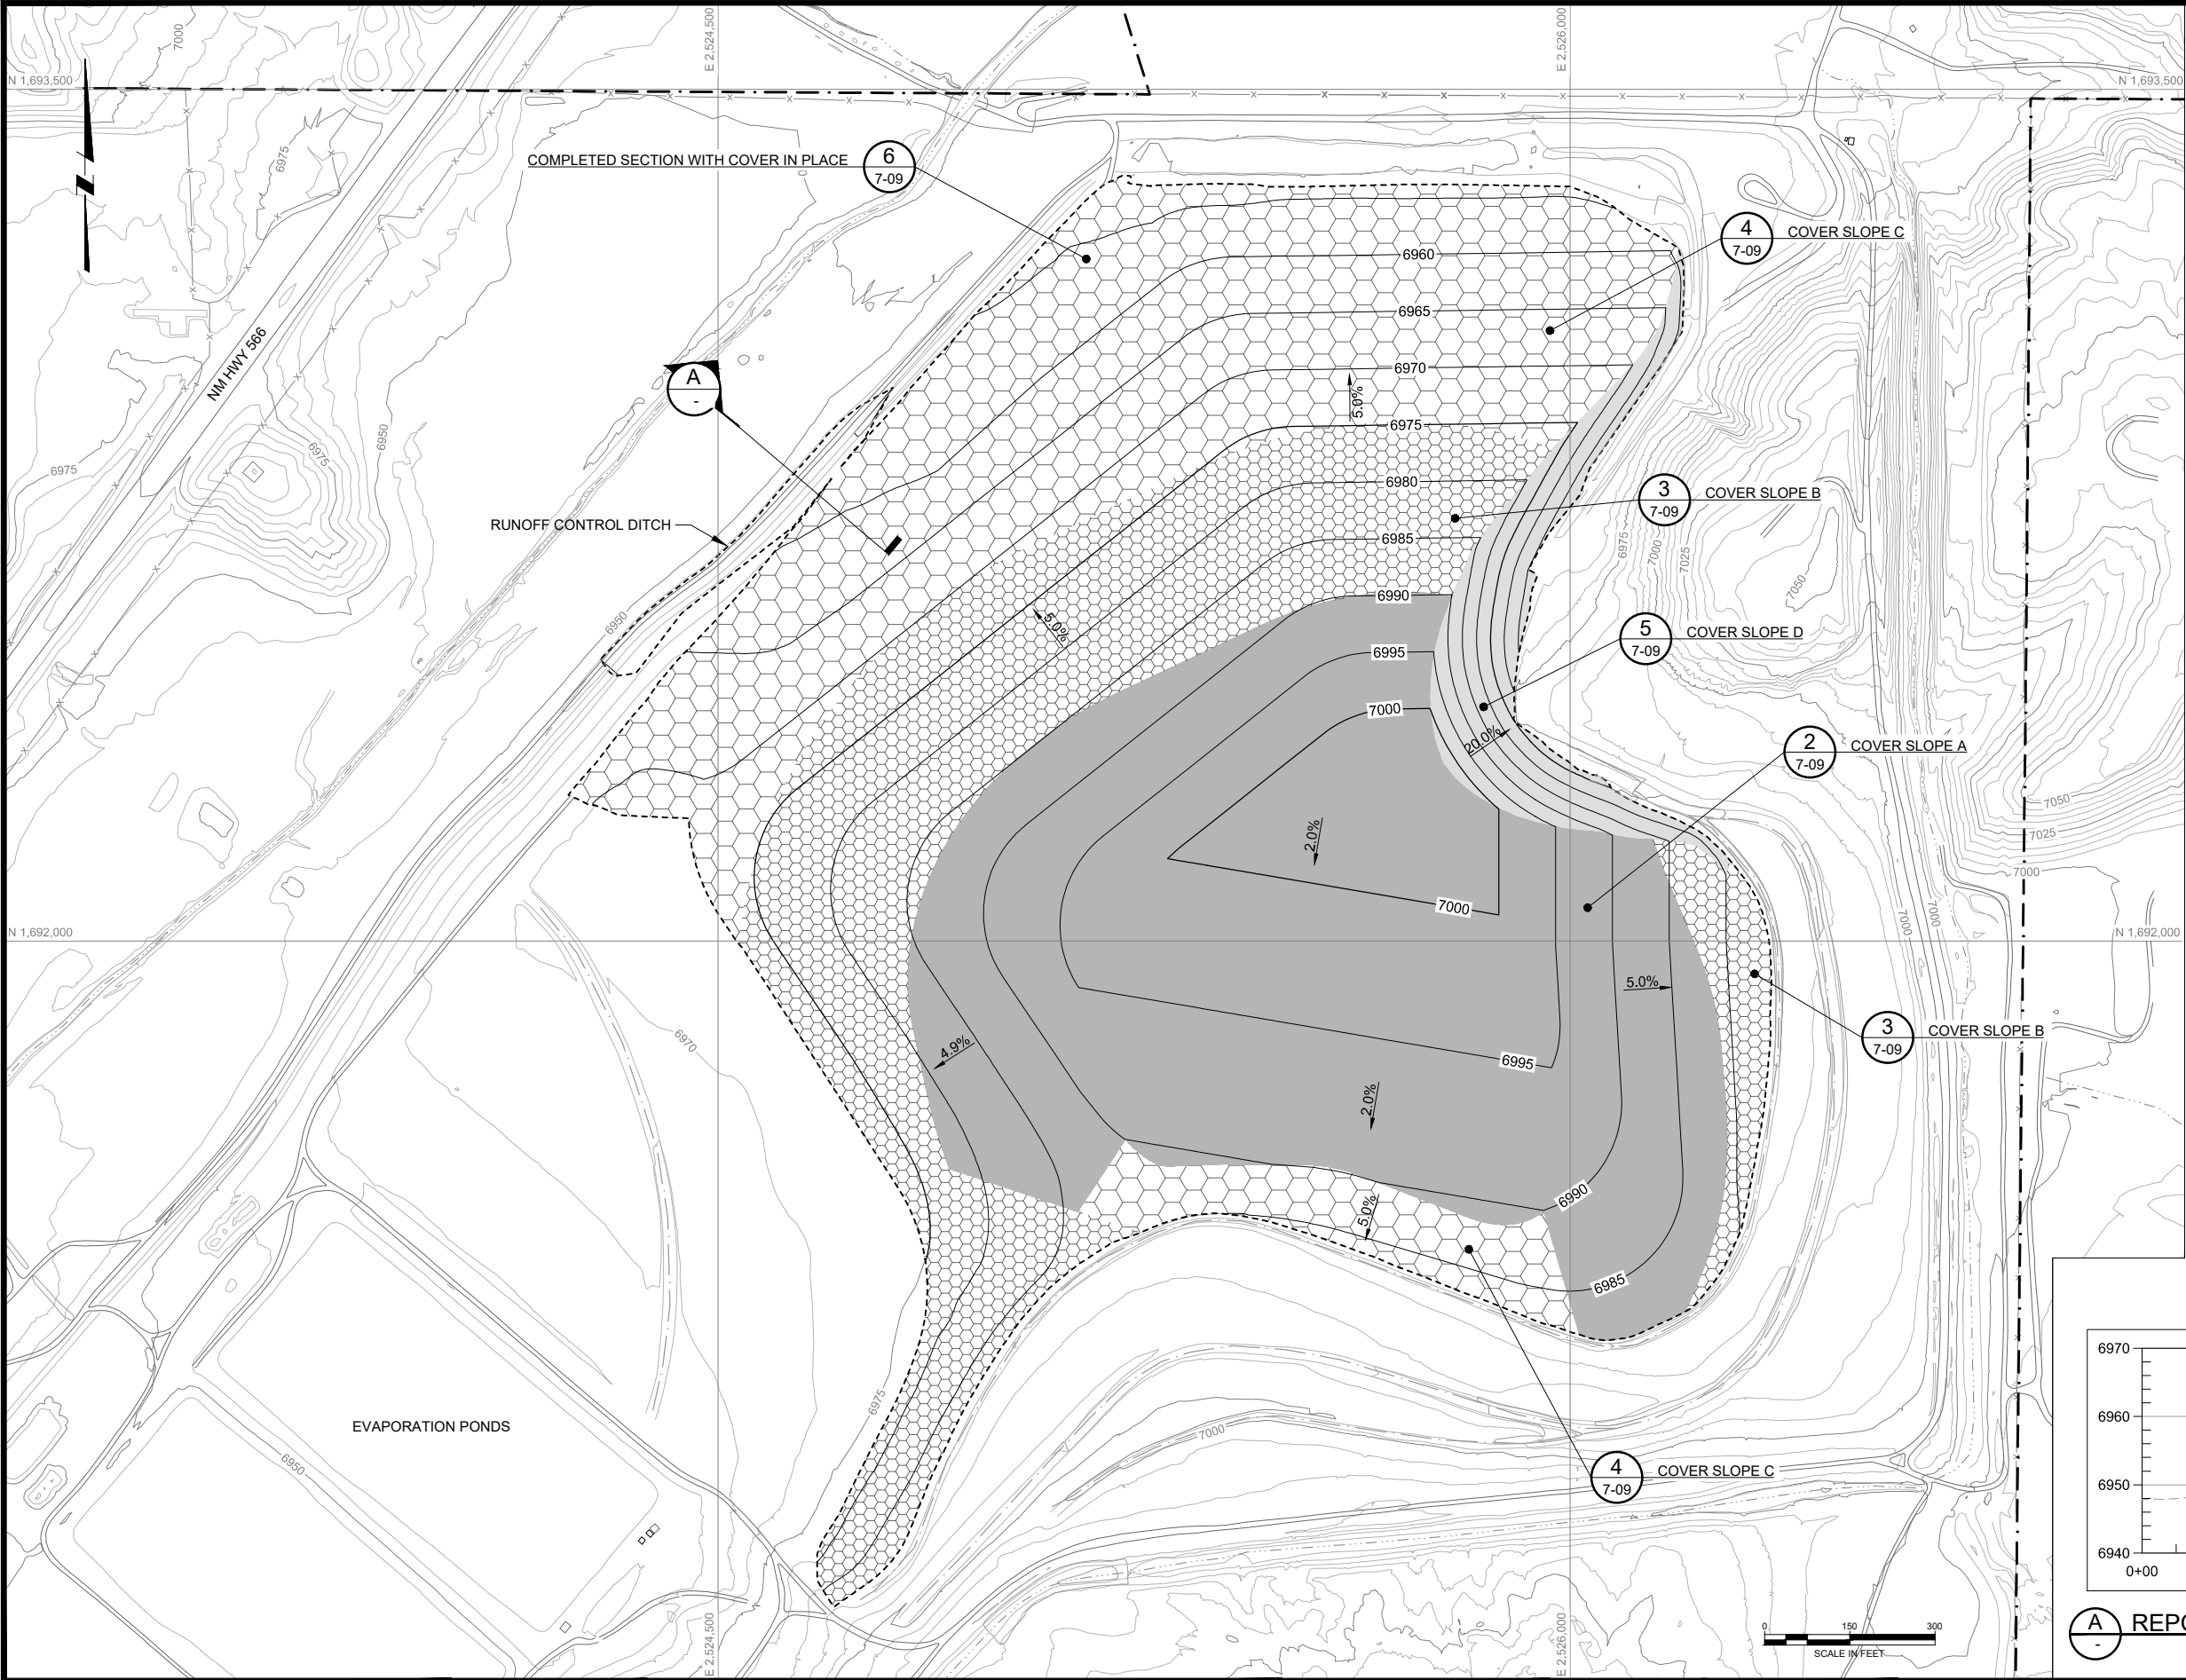 7000
E 2,524,500
E 2,526,000
N 1,693,500
N 1,693,500
6975
COMPLETED SECTION WITH COVER IN PLACE
6
7-09
4
7-09
COVER SLOPE C
6960
6965
6970
5.0%
6975
NM HWY 566
A
-
6950
6975
6975
6980
3
7-09
COVER SLOPE B
RUNOFF CONTROL DITCH
6985
6975
7000
7025
7050
6990
6950
5.0%
5
7-09
COVER SLOPE D
6995
7000
20.0%
2
7-09
COVER SLOPE A
7050
7025
2.0%
7000
7000
7000
7000
N 1,692,000
N 1,692,000
5.0%
6970
4.9%
3
7-09
COVER SLOPE B
6995
2.0%
6990
5.0%
6985
6975
EVAPORATION PONDS
7000
6950
4
7-09
COVER SLOPE C
6970
6960
6950
6940
0+00
E 2,524,500
E 2,526,000
0
150
300
SCALE IN FEET
A
-
REPO